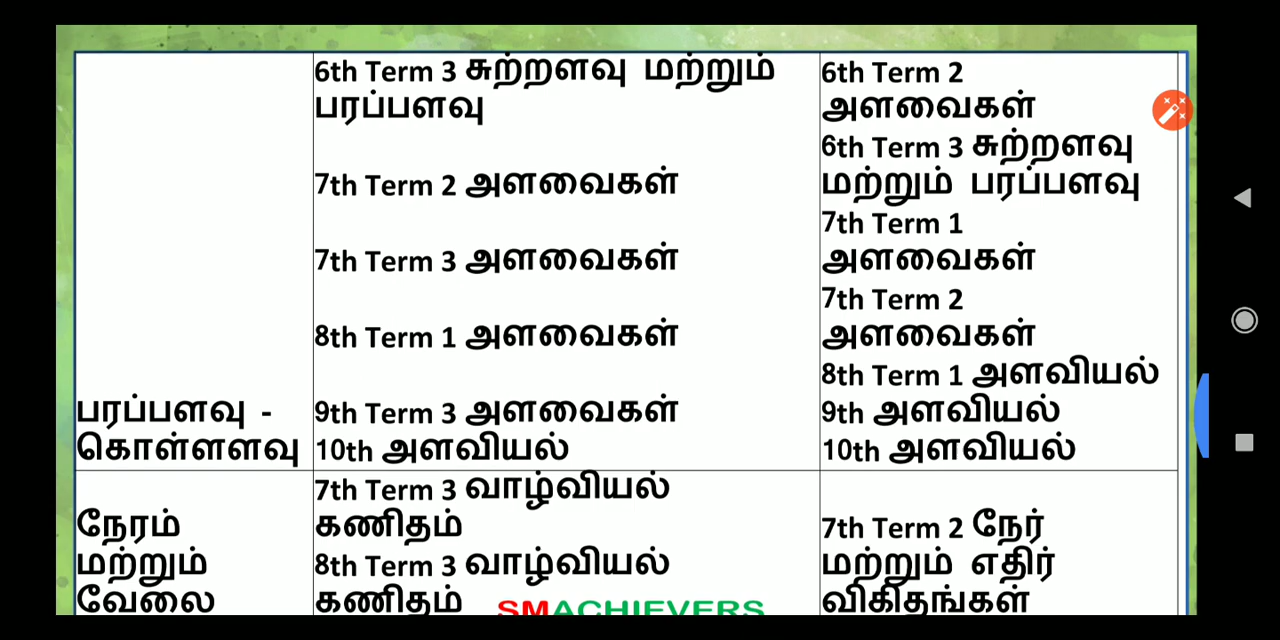 6th Term 3 சுற்றளவு மற்றும்
பரப்பளவு
7th Term 2 அளவைகள்
7th Term 3 அளவைகள்
8th Term 1 அளவைகள்
பரப்பளவு -
கொள்ளளவு
9th Term 3 அளவைகள்
10th அளவியல்
6th Term 2
அளவைகள்
6th Term 3 சுற்றளவு
மற்றும் பரப்பளவு
7th Term 1
அளவைகள்
7th Term 2
அளவைகள்
8th Term 1 அளவியல்
9th அளவியல்
10th அளவியல்
நேரம்
மற்றும்
வேலை
7th Term 3 வாழ்வியல்
கணிதம்
8th Term 3 வாழ்வியல்
கணிதம்
7th Term 2 நேர்
மற்றும் எதிர்
விகிதங்கள்
SMACHIEVERS